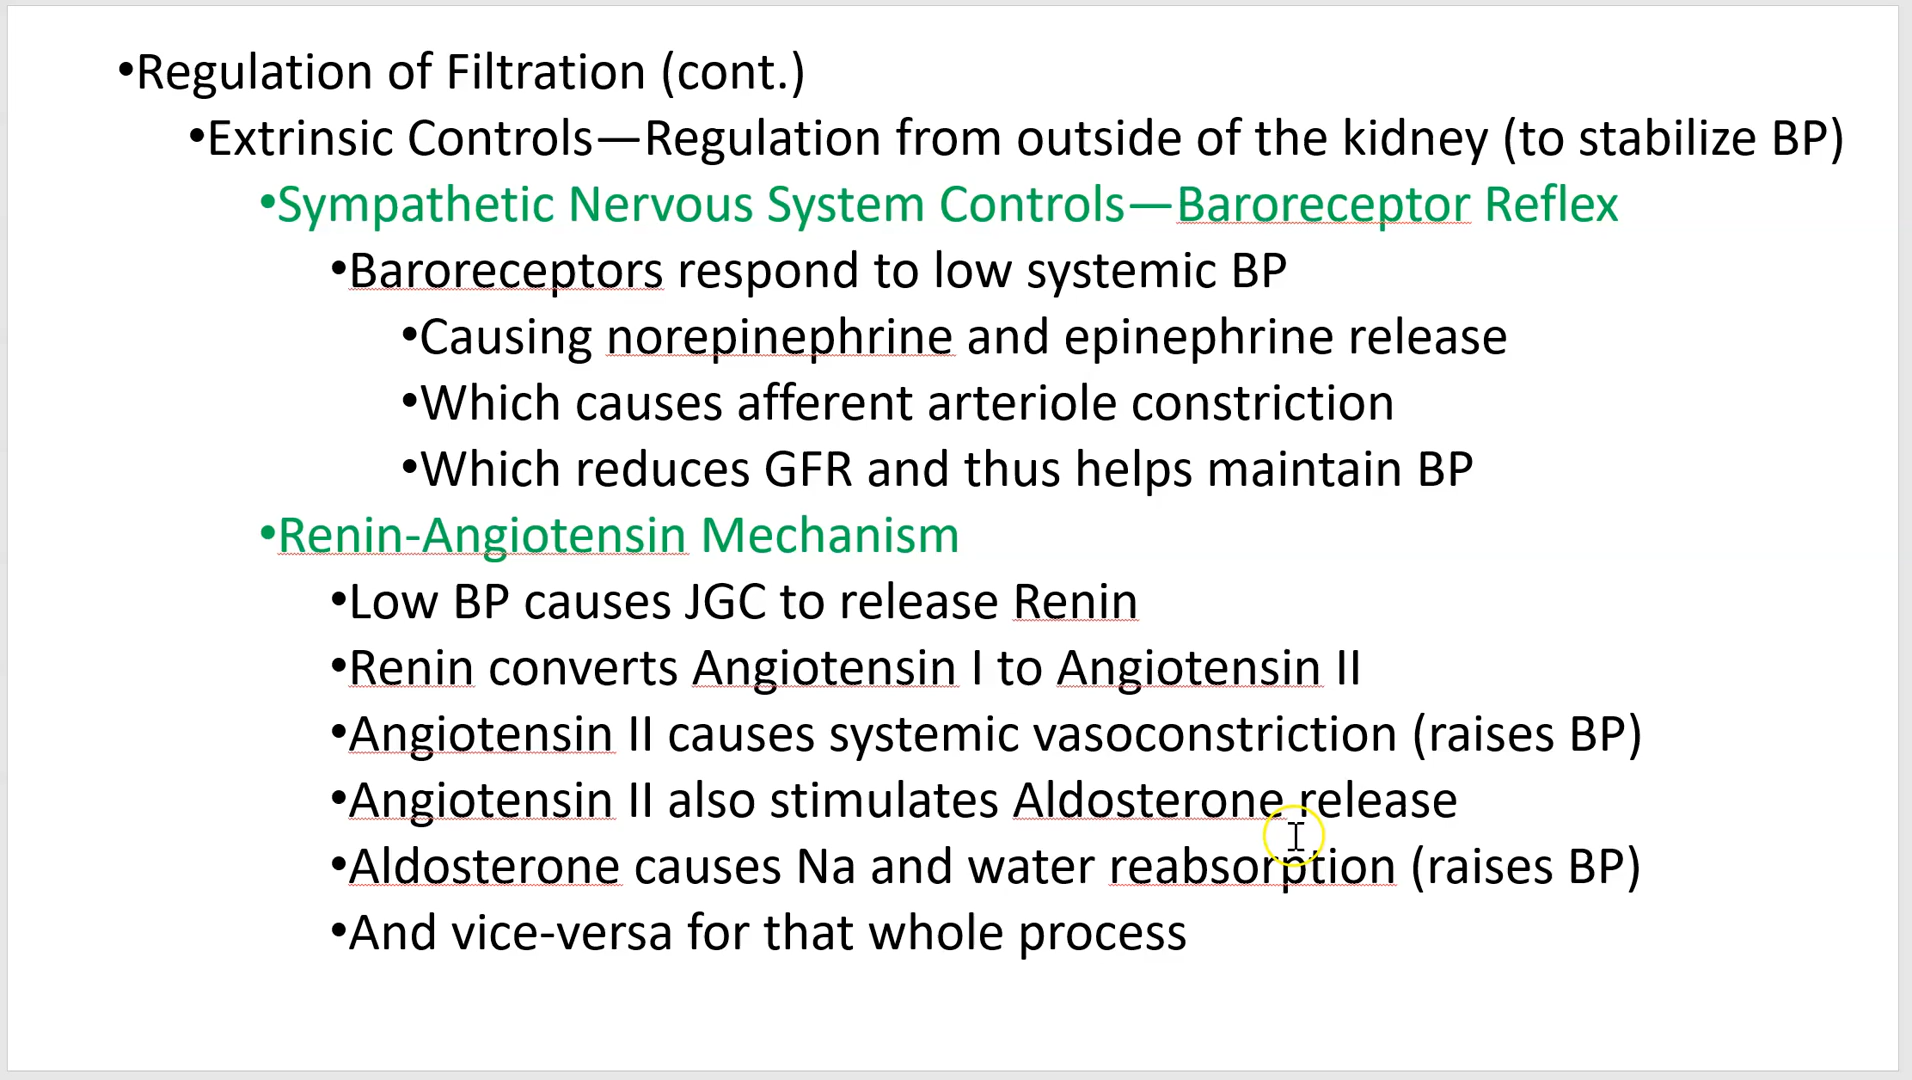 •Regulation of Filtration (cont.)
•Extrinsic Controls—Regulation from outside of the kidney (to stabilize BP)
•Sympathetic Nervous System Controls—Baroreceptor Reflex
•Baroreceptors respond to low systemic BP
•Causing norepinephrine and epinephrine release
•Which causes afferent arteriole constriction
•Which reduces GFR and thus helps maintain BP
•Renin-Angiotensin Mechanism
•Low BP causes JGC to release Renin
•Renin converts Angiotensin I to Angiotensin II
•Angiotensin II causes systemic vasoconstriction (raises BP)
•Angiotensin II also stimulates Aldosterone release
•Aldosterone causes Na and water reabsorption (raises BP)
•And vice-versa for that whole process